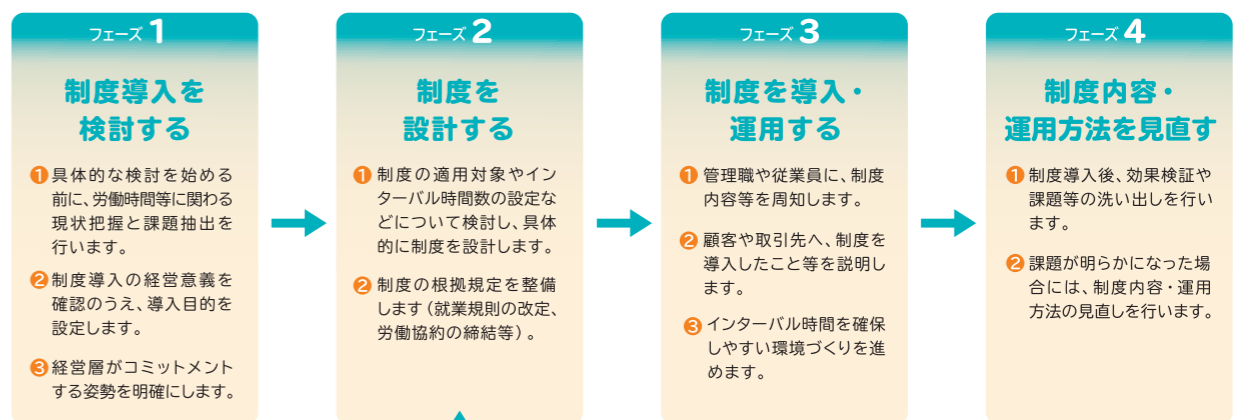 フェーズ 1
制度導入を
検討する
❶具体的な検討を始める
前に、労働時間等に関わる
現状把握と課題抽出を
行います。
❷制度導入の経営意義を
確認のうえ、導入目的を
設定します。
❸経営層がコミットメント
する姿勢を明確にします。
フェーズ 2
制度を
設計する
❶制度の適用対象やイン
ターバル時間数の設定な
どについて検討し、具体
的に制度を設計します。
❷制度の根拠規定を整備
します（就業規則の改定、
労働協約の締結等）。
フェーズ 3
制度を導入・
運用する
❶管理職や従業員に、制度
内容等を周知します。
❷顧客や取引先へ、制度を
導入したこと等を説明し
ます。
❸インターバル時間を確保
しやすい環境づくりを進
めます。
フェーズ 4
制度内容・
運用方法を見直す
❶制度導入後、効果検証や
課題等の洗い出しを行い
ます。
❷課題が明らかになった場
合には、制度内容・運用
方法の見直しを行います。